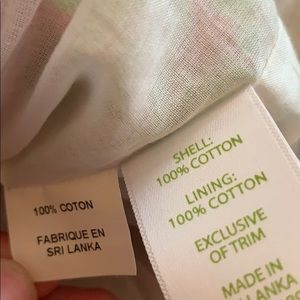 100% COTON
FABRIQUE EN
SRI LANKA
SHELL:
100% COTTON
LINING:
100% COTTON
EXCLUSIVE
OF TRIM
MADE IN
LANKA